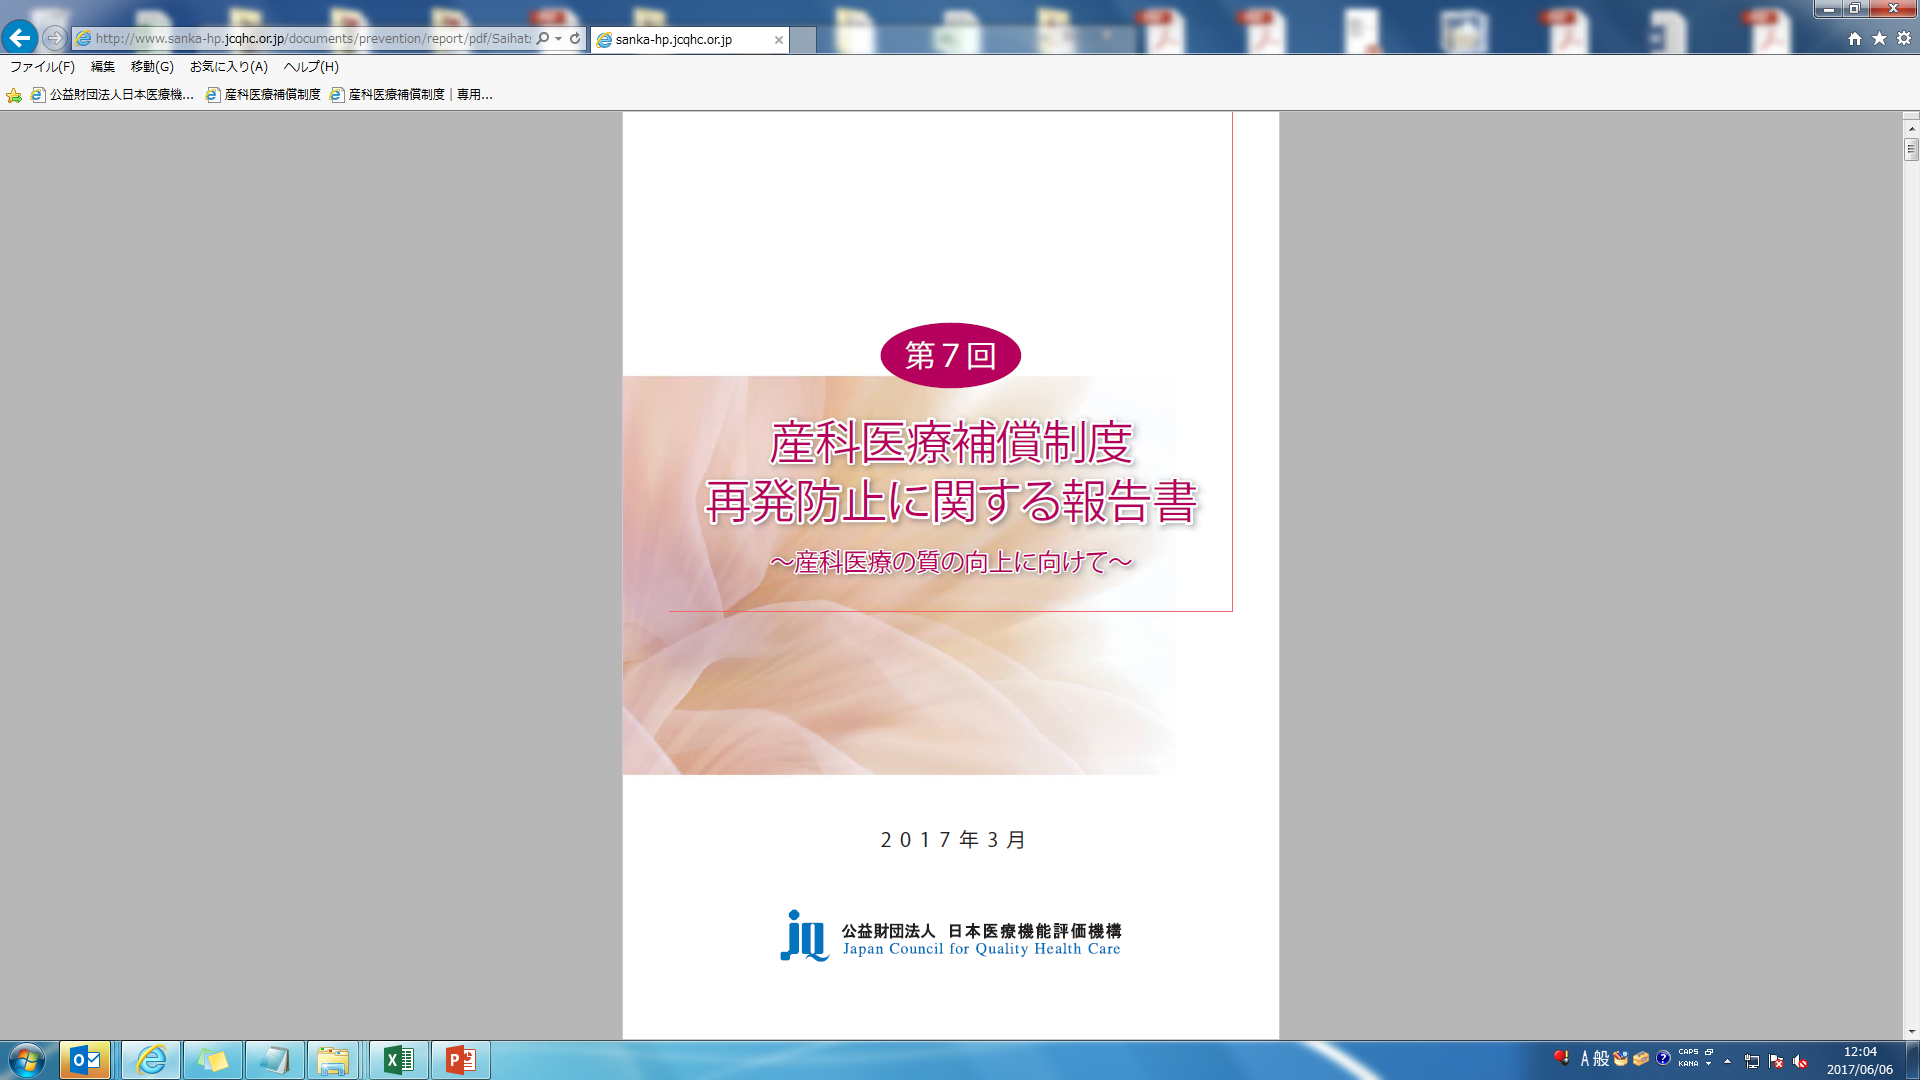 http://www.sanka-hp.jcqhc.or.jp/documents/prevention/report/pdf/Saihat
sanka-hp.jcqhc.or.jp
ファイル(F) 編集 移動(G) お気に入り(A) ヘルプ(H)
公益財団法人日本医療機... 産科医療補償制度 産科医療補償制度｜専用...
第７回
産科医療補償制度
再発防止に関する報告書
～産科医療の質の向上に向けて～
２０１７年３月
jQ 公益財団法人 日本医療機能評価機構
Japan Council for Quality Health Care
A 般 CAPS KANA
12:04
2017/06/06